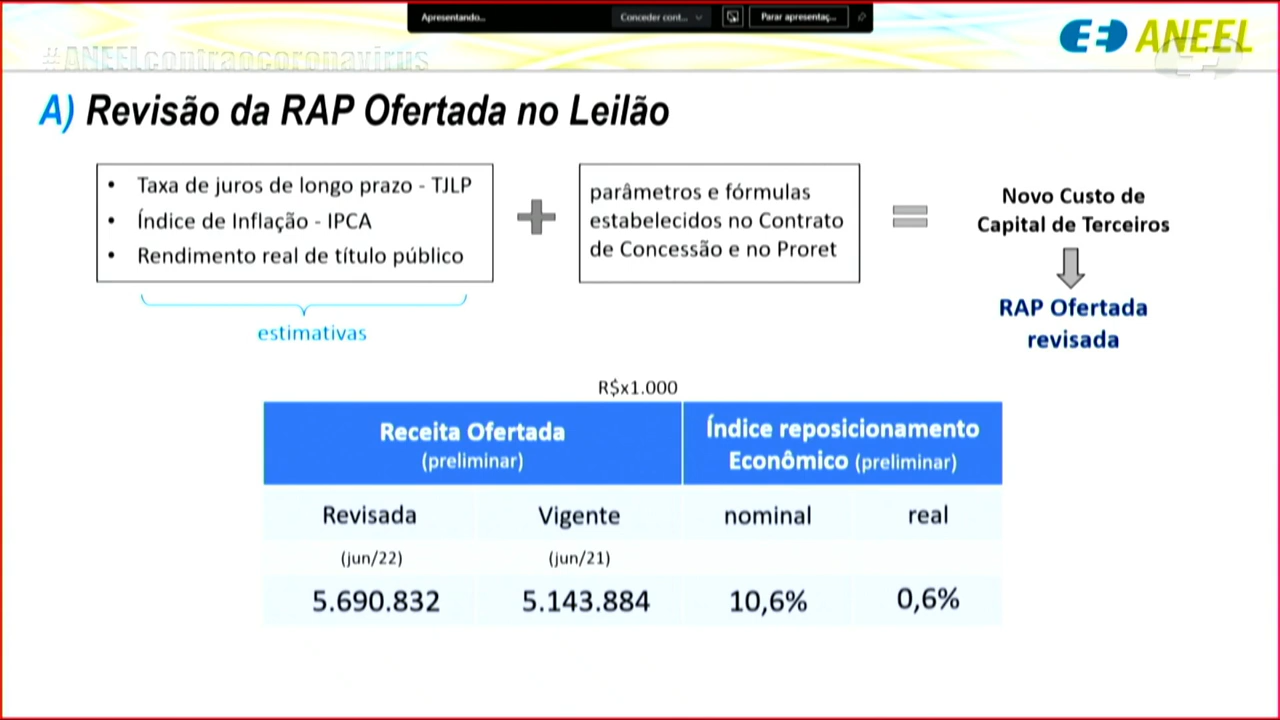 Apresentando...
Conceder cont...
Parar apresentaç...
ANEEL
#ANEELcontraocoronavirus
A) Revisão da RAP Ofertada no Leilão
• Taxa de juros de longo prazo - TJLP
• Índice de Inflação - IPCA
• Rendimento real de título público
estimativas
parâmetros e fórmulas
estabelecidos no Contrato
de Concessão e no Proret
Novo Custo de
Capital de Terceiros
RAP Ofertada
revisada
R$x1.000
Receita Ofertada
(preliminar)
Índice reposicionamento
Econômico (preliminar)
Revisada Vigente nominal real
(jun/22) (jun/21)
5.690.832 5.143.884 10,6% 0,6%